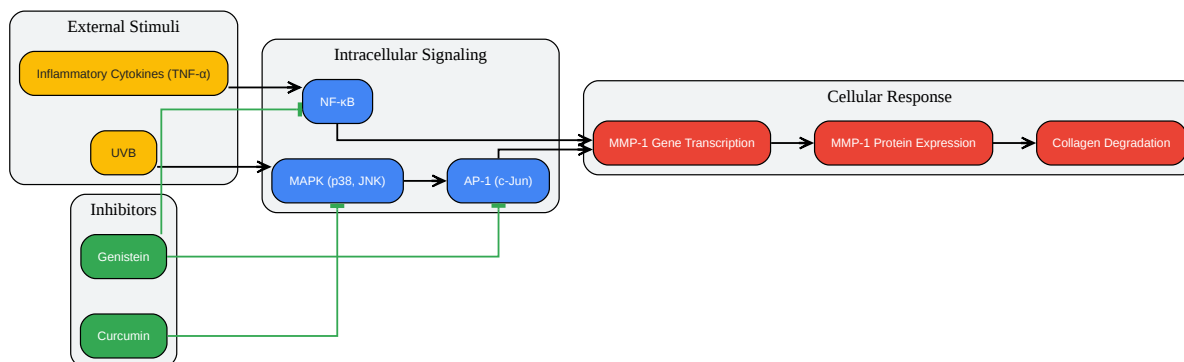 External Stimuli
Inflammatory Cytokines (TNF-α)
UVB
Intracellular Signaling
NF-κB
MAPK (p38, JNK)
AP-1 (c-Jun)
Cellular Response
MMP-1 Gene Transcription
MMP-1 Protein Expression
Collagen Degradation
Inhibitors
Genistein
Curcumin